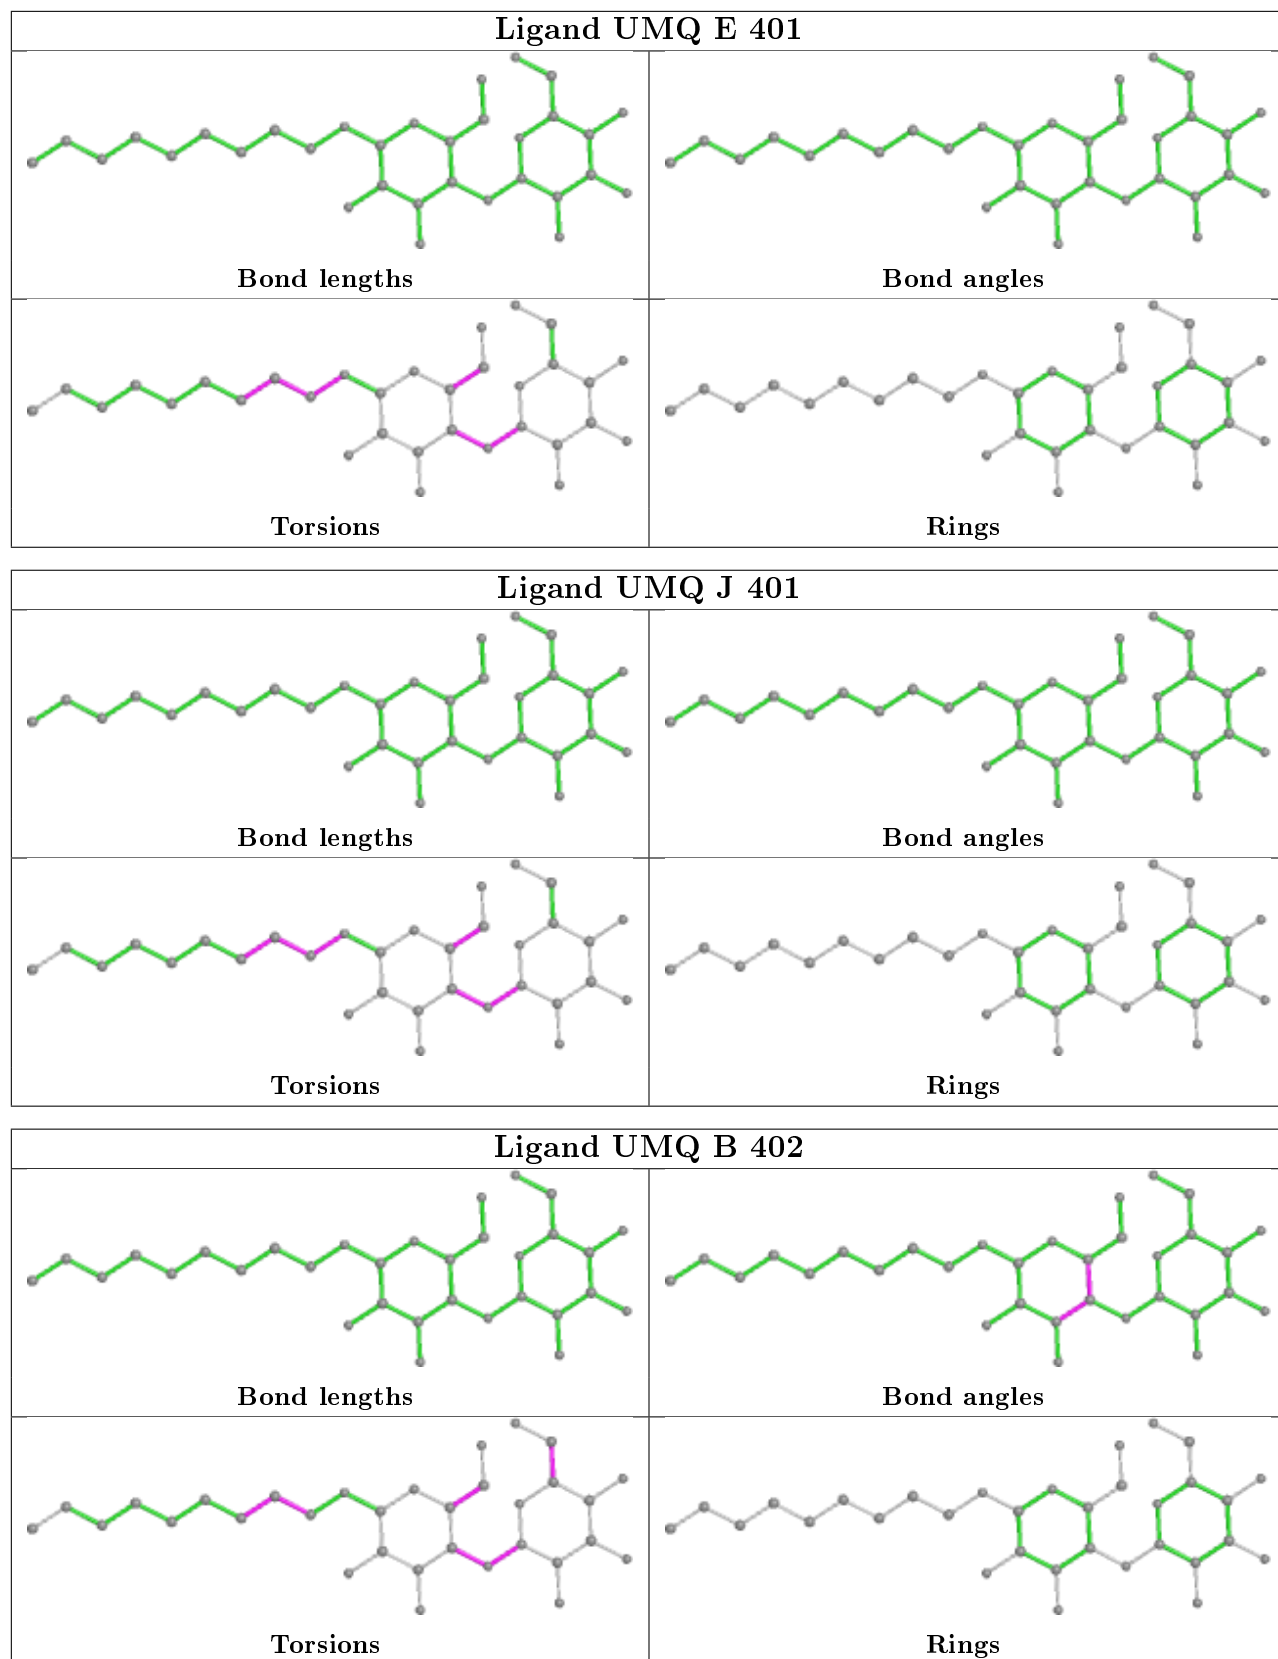 Ligand UMQ E 401
Bond lengths
Bond angles
Torsions
Rings
Ligand UMQ J 401
Bond lengths
Bond angles
Torsions
Rings
Ligand UMQ B 402
Bond lengths
Bond angles
Torsions
Rings